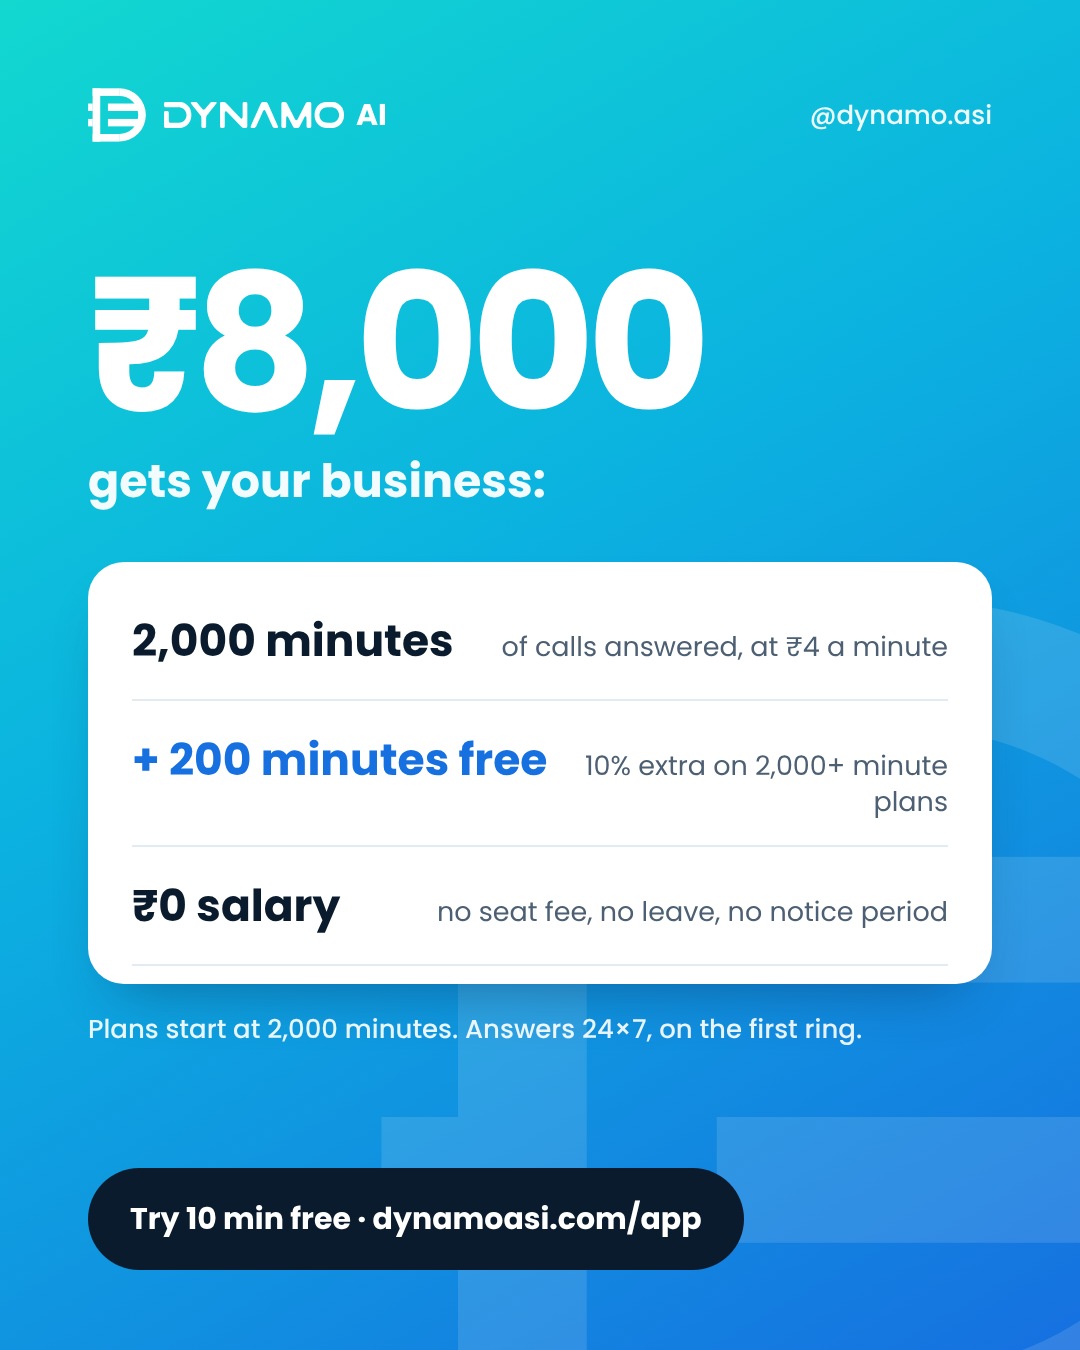 DYNAMO AI
@dynamo.asi
₹8,000
gets your business:
2,000 minutes of calls answered, at ₹4 a minute
+ 200 minutes free 10% extra on 2,000+ minute
plans
₹0 salary no seat fee, no leave, no notice period
Plans start at 2,000 minutes. Answers 24×7, on the first ring.
Try 10 min free · dynamoasi.com/app